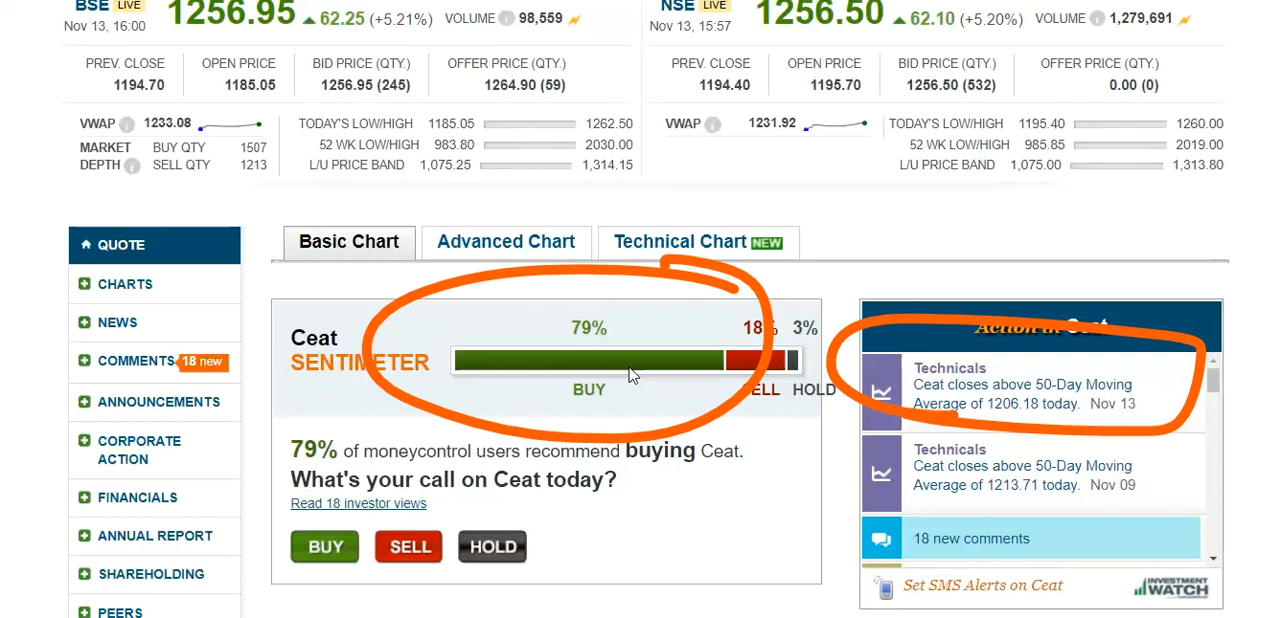 BSE LIVE 1256.95 62.25 (+5.21%) VOLUME i 98,559
Nov 13, 16:00
NSE LIVE 1256.50 62.10 (+5.20%) VOLUME i 1,279,691
Nov 13, 15:57
PREV. CLOSE OPEN PRICE BID PRICE (QTY.) OFFER PRICE (QTY.)
1194.70 1185.05 1256.95 (245) 1264.90 (59)
PREV. CLOSE OPEN PRICE BID PRICE (QTY.) OFFER PRICE (QTY.)
1194.40 1195.70 1256.50 (532) 0.00 (0)
VWAP i 1233.08
MARKET BUY QTY 1507
DEPTH i SELL QTY 1213
TODAY'S LOW/HIGH 1185.05 1262.50
52 WK LOW/HIGH 983.80 2030.00
L/U PRICE BAND 1,075.25 1,314.15
VWAP i 1231.92
TODAY'S LOW/HIGH 1195.40 1260.00
52 WK LOW/HIGH 985.85 2019.00
L/U PRICE BAND 1,075.00 1,313.80
QUOTE
CHARTS
NEWS
COMMENTS 18 new
ANNOUNCEMENTS
CORPORATE
ACTION
FINANCIALS
ANNUAL REPORT
SHAREHOLDING
PEERS
Basic Chart Advanced Chart Technical Chart NEW
Ceat
SENTIMETER
79% 18% 3%
BUY SELL HOLD
79% of moneycontrol users recommend buying Ceat.
What's your call on Ceat today?
Read 18 investor views
BUY SELL HOLD
Action in Ceat
Technicals
Ceat closes above 50-Day Moving
Average of 1206.18 today. Nov 13
Technicals
Ceat closes above 50-Day Moving
Average of 1213.71 today. Nov 09
18 new comments
Set SMS Alerts on Ceat
INVESTMENT
WATCH